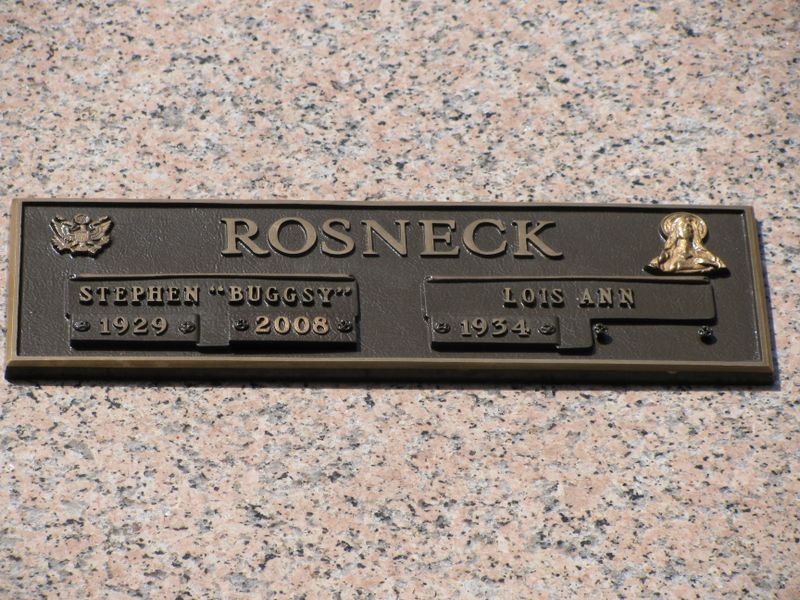 ROSNECK
STEPHEN "BUGGSY"
1929 2008
LOIS ANN
1934